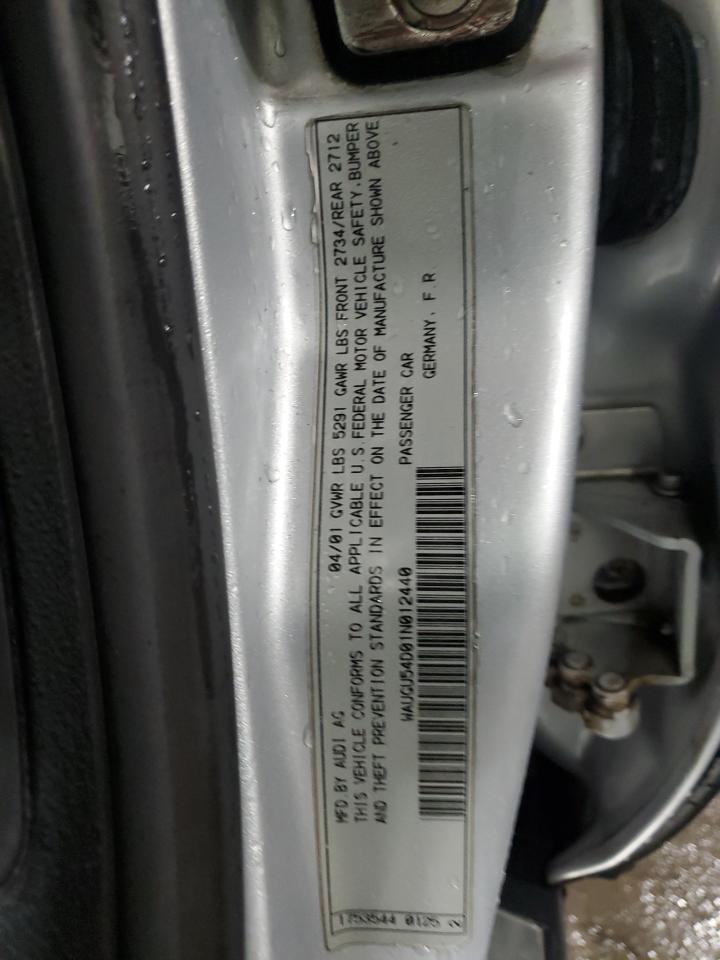 MFD.BY AUDI AG 04/01 GVWR LBS 5291 GAWR LBS:FRONT 2734/REAR 2712
THIS VEHICLE CONFORMS TO ALL APPLICABLE U.S.FEDERAL MOTOR VEHICLE SAFETY,BUMPER
AND THEFT PREVENTION STANDARDS IN EFFECT ON THE DATE OF MANUFACTURE SHOWN ABOVE
WAUGU54D01N012440 PASSENGER CAR
GERMANY, F.R
1753544 0125 2